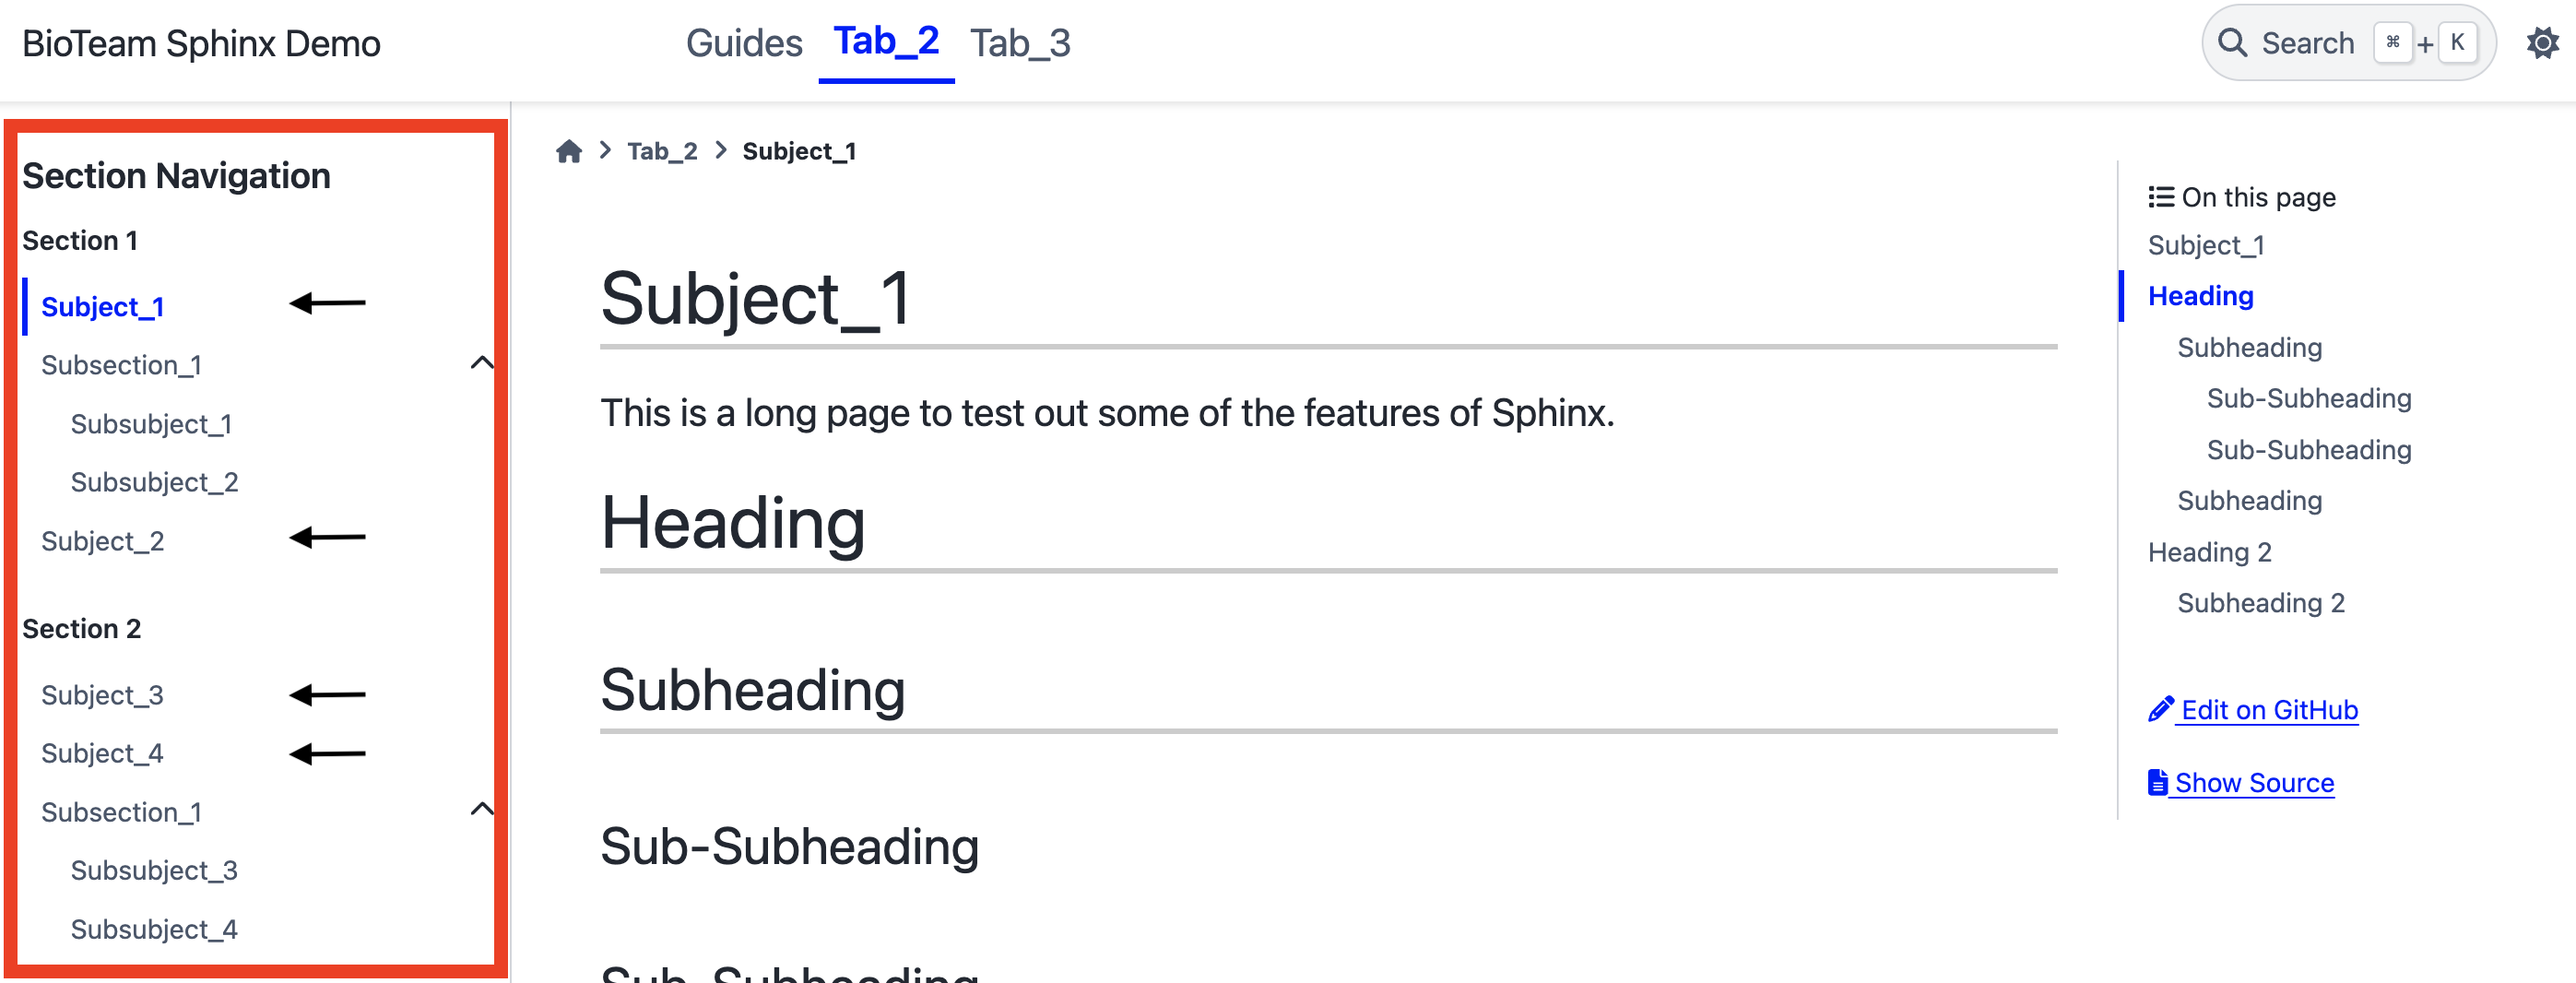 BioTeam Sphinx Demo
Guides Tab_2 Tab_3
Search ⌘ + K
Section Navigation
Section 1
Subject_1
Subsection_1
Subsubject_1
Subsubject_2
Subject_2
Section 2
Subject_3
Subject_4
Subsection_1
Subsubject_3
Subsubject_4
Tab_2 Subject_1
Subject_1
This is a long page to test out some of the features of Sphinx.
Heading
Subheading
Sub-Subheading
Sub-Subheading
On this page
Subject_1
Heading
Subheading
Sub-Subheading
Sub-Subheading
Subheading
Heading 2
Subheading 2
Edit on GitHub
Show Source